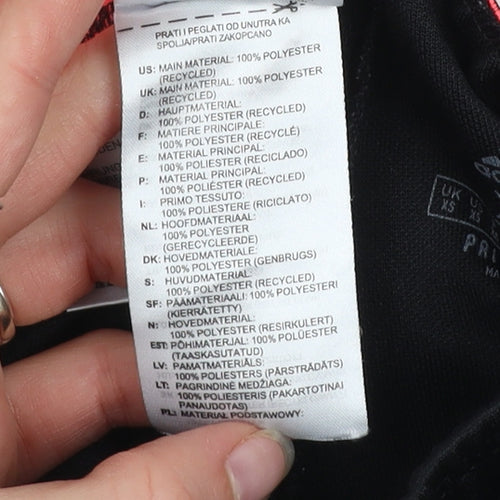 PRATI I PEGLATI OD UNUTRA KA
SPOLJA/PRATI ZAKOPCANO
US: MAIN MATERIAL: 100% POLYESTER
(RECYCLED)
UK: MAIN MATERIAL: 100% POLYESTER
(RECYCLED)
D: HAUPTMATERIAL:
100% POLYESTER (RECYCLED)
F: MATIERE PRINCIPALE:
100% POLYESTER (RECYCLÉ)
E: MATERIAL PRINCIPAL:
100% POLIÉSTER (RECICLADO)
P: MATERIAL PRINCIPAL:
100% POLIÉSTER (RECYCLED)
I: PRIMO TESSUTO:
100% POLIESTERE (RICICLATO)
NL: HOOFDMATERIAAL:
100% POLYESTER
(GERECYCLEERDE)
DK: HOVEDMATERIALE:
100% POLYESTER (GENBRUGS)
S: HUVUDMATERIAL:
100% POLYESTER (RECYCLED)
SF: PÄÄMATERIAALI: 100% POLYESTERI
(KIERRÄTETTY)
N: HOVEDMATERIAL:
100% POLYESTER (RESIRKULERT)
EST: PÕHIMATERJAL: 100% POLÜESTER
(TAASKASUTATUD)
LV: PAMATMATERIĀLS:
100% POLIESTERS (PĀRSTRĀDĀTS)
LT: PAGRINDINĖ MEDŽIAGA:
100% POLIESTERIS (PAKARTOTINAI
PANAUDOTAS)
PL: MATERIAŁ PODSTAWOWY:
UK
XS
PRI